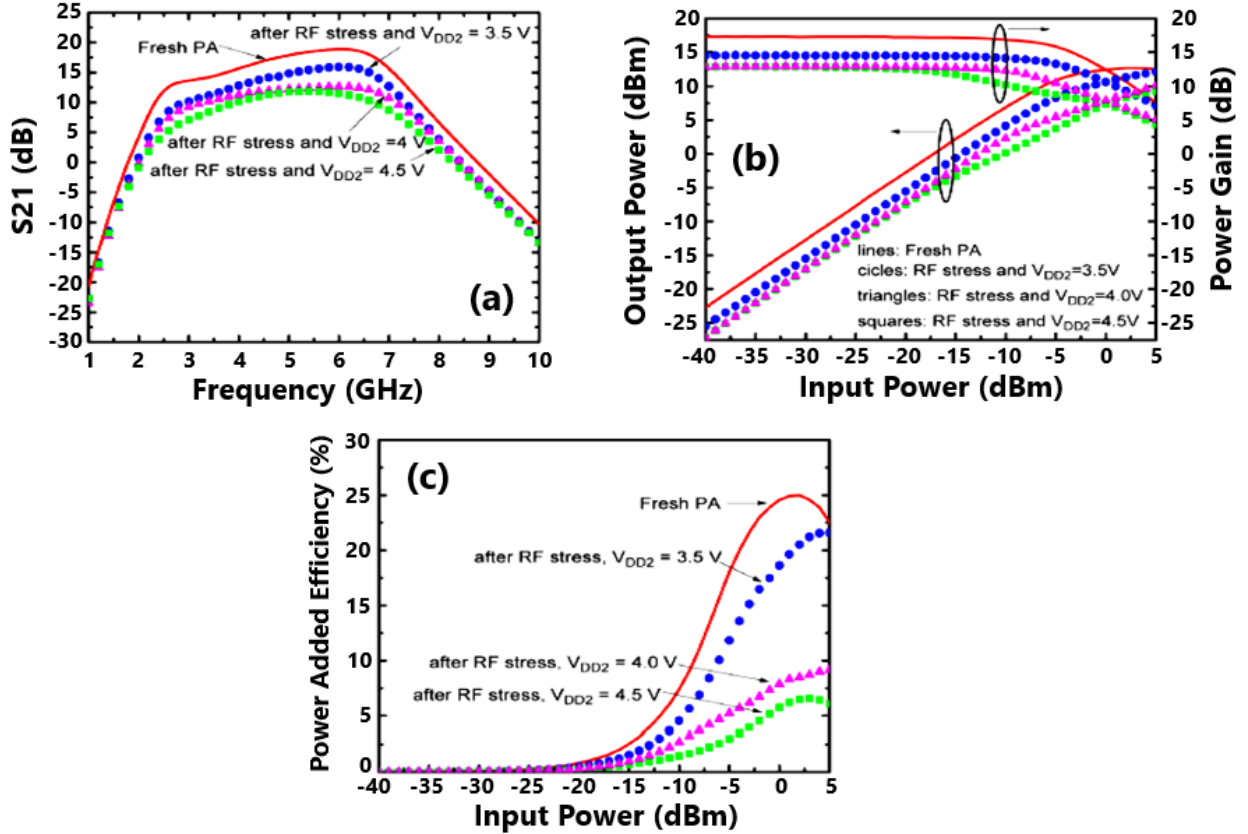 S21 (dB)
25
20
15
10
5
0
-5
-10
-15
-20
-25
-30
Fresh PA
after RF stress and VDD2 = 3.5 V
after RF stress and VDD2 =4 V
after RF stress and VDD2= 4.5 V
(a)
1 2 3 4 5 6 7 8 9 10
Frequency (GHz)
Output Power (dBm)
20
15
10
5
0
-5
-10
-15
-20
-25
(b)
lines: Fresh PA
cicles: RF stress and VDD2=3.5V
triangles: RF stress and VDD2=4.0V
squares: RF stress and VDD2=4.5V
20
15
10
5
0
-5
-10
-15
-20
-25
Power Gain (dB)
-40 -35 -30 -25 -20 -15 -10 -5 0 5
Input Power (dBm)
Power Added Efficiency (%)
30
25
20
15
10
5
0
(c)
Fresh PA
after RF stress, VDD2 = 3.5 V
after RF stress, VDD2 = 4.0 V
after RF stress, VDD2 = 4.5 V
-40 -35 -30 -25 -20 -15 -10 -5 0 5
Input Power (dBm)